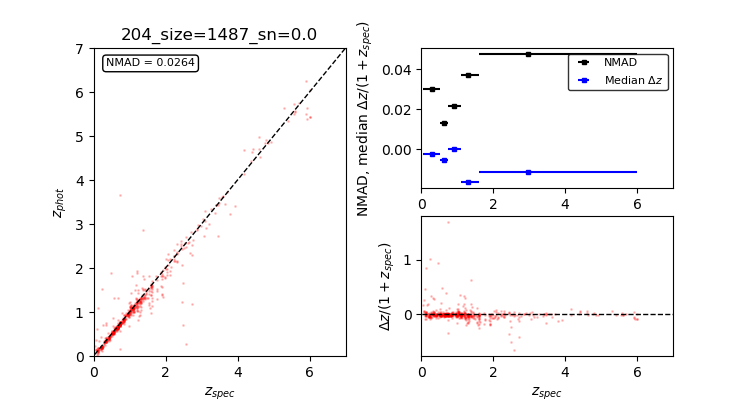 204_size=1487_sn=0.0
NMAD = 0.0264
7
6
5
4
3
2
1
0
z_phot
0 2 4 6
z_spec
NMAD, median Δz/(1 + z_spec)
0.04
0.02
0.00
NMAD
Median Δz
0 2 4 6
Δz/(1 + z_spec)
1
0
0 2 4 6
z_spec